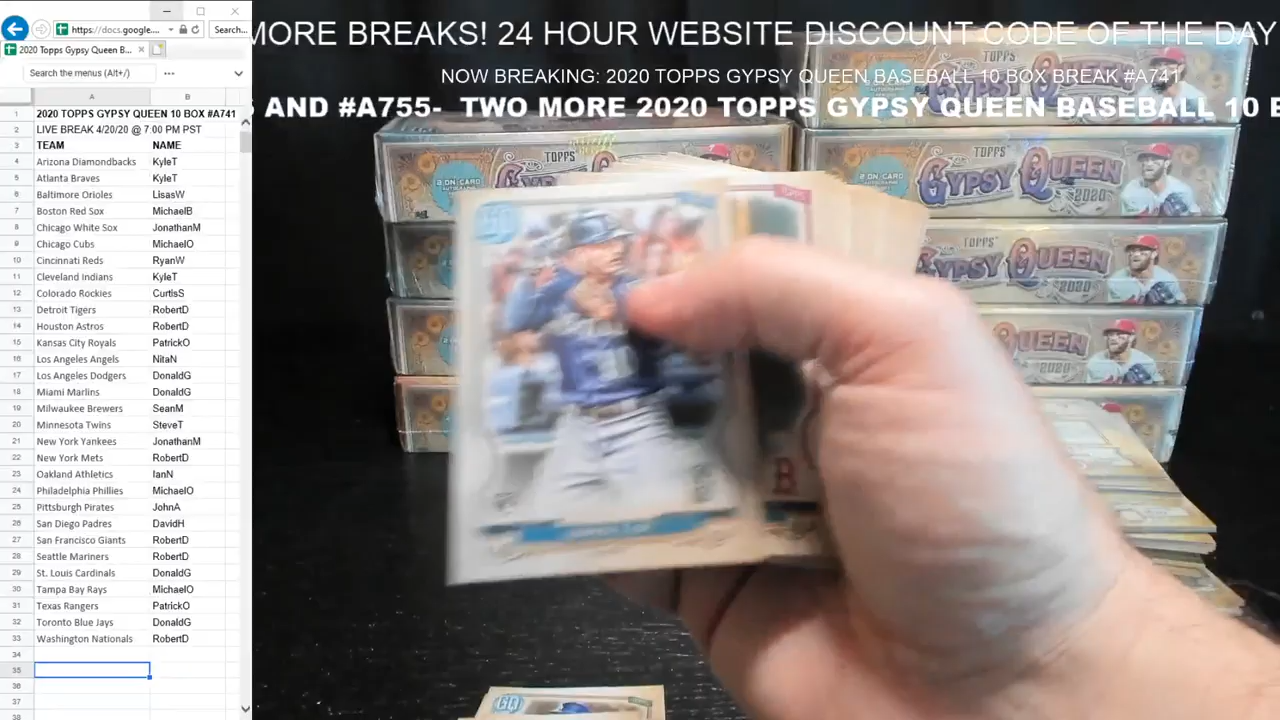 https://docs.google....
Search...
2020 Topps Gypsy Queen B...
Search the menus (Alt+/)
A B
1 2020 TOPPS GYPSY QUEEN 10 BOX #A741
2 LIVE BREAK 4/20/20 @ 7:00 PM PST
3 TEAM NAME
4 Arizona Diamondbacks KyleT
5 Atlanta Braves KyleT
6 Baltimore Orioles LisasW
7 Boston Red Sox MichaelB
8 Chicago White Sox JonathanM
9 Chicago Cubs MichaelO
10 Cincinnati Reds RyanW
11 Cleveland Indians KyleT
12 Colorado Rockies CurtisS
13 Detroit Tigers RobertD
14 Houston Astros RobertD
15 Kansas City Royals PatrickO
16 Los Angeles Angels NitaN
17 Los Angeles Dodgers DonaldG
18 Miami Marlins DonaldG
19 Milwaukee Brewers SeanM
20 Minnesota Twins SteveT
21 New York Yankees JonathanM
22 New York Mets RobertD
23 Oakland Athletics IanN
24 Philadelphia Phillies MichaelO
25 Pittsburgh Pirates JohnA
26 San Diego Padres DavidH
27 San Francisco Giants RobertD
28 Seattle Mariners RobertD
29 St. Louis Cardinals DonaldG
30 Tampa Bay Rays MichaelO
31 Texas Rangers PatrickO
32 Toronto Blue Jays DonaldG
33 Washington Nationals RobertD
34
35
36
37
38
MORE BREAKS! 24 HOUR WEBSITE DISCOUNT CODE OF THE DAY
NOW BREAKING: 2020 TOPPS GYPSY QUEEN BASEBALL 10 BOX BREAK #A741
AND #A755- TWO MORE 2020 TOPPS GYPSY QUEEN BASEBALL 10
TOPPS
TOPPS
GYPSY QUEEN
2020
TOPPS
GYPSY QUEEN
2020
QUEEN
2020
GQ
B
GQ